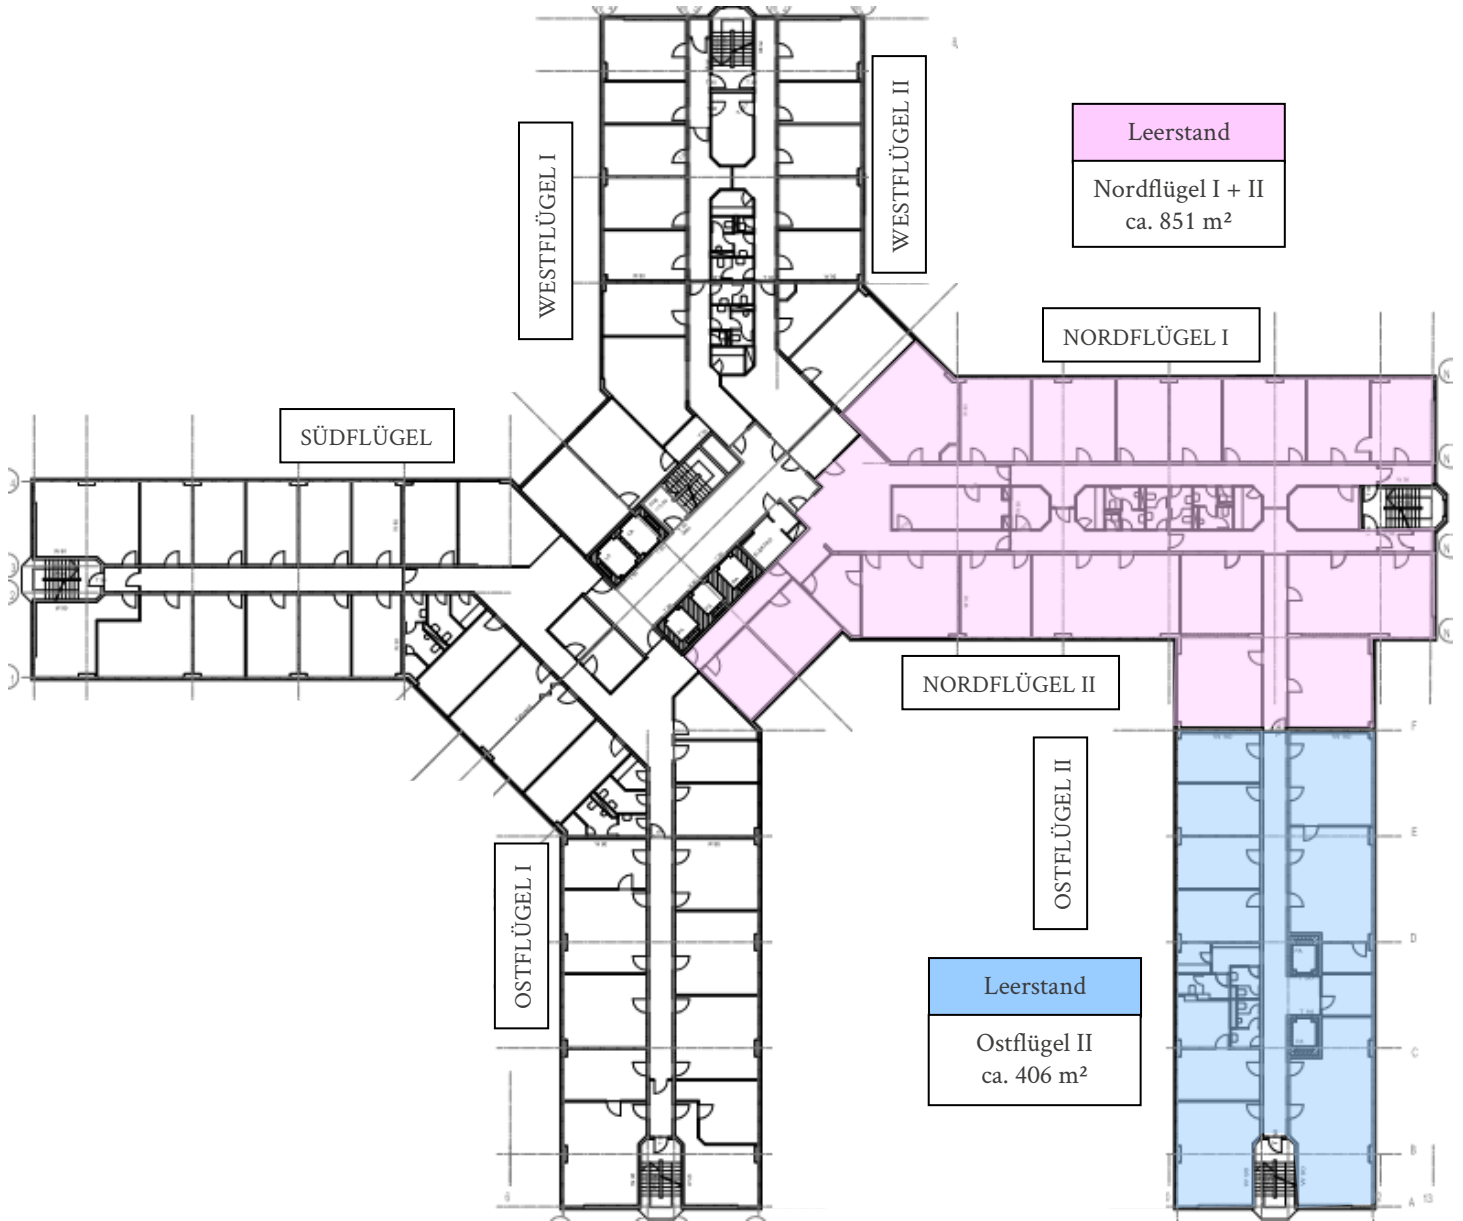 WESTFLÜGEL I
WESTFLÜGEL II
Leerstand
Nordflügel I + II
ca. 851 m²
NORDFLÜGEL I
SÜDFLÜGEL
NORDFLÜGEL II
OSTFLÜGEL II
OSTFLÜGEL I
Leerstand
Ostflügel II
ca. 406 m²
F
E
D
C
B
A